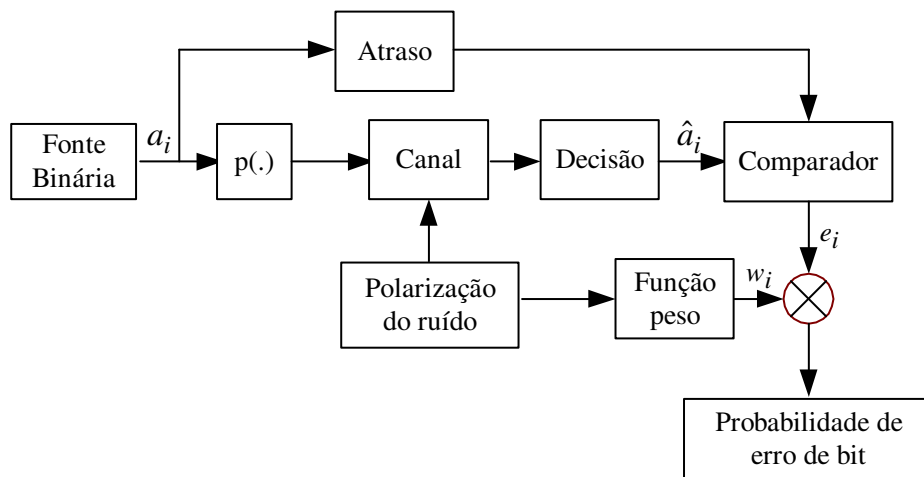 Atraso
Fonte
Binária
a_i
p(.)
Canal
Decisão
â_i
Comparador
e_i
Polarização
do ruído
Função
peso
w_i
Probabilidade de
erro de bit